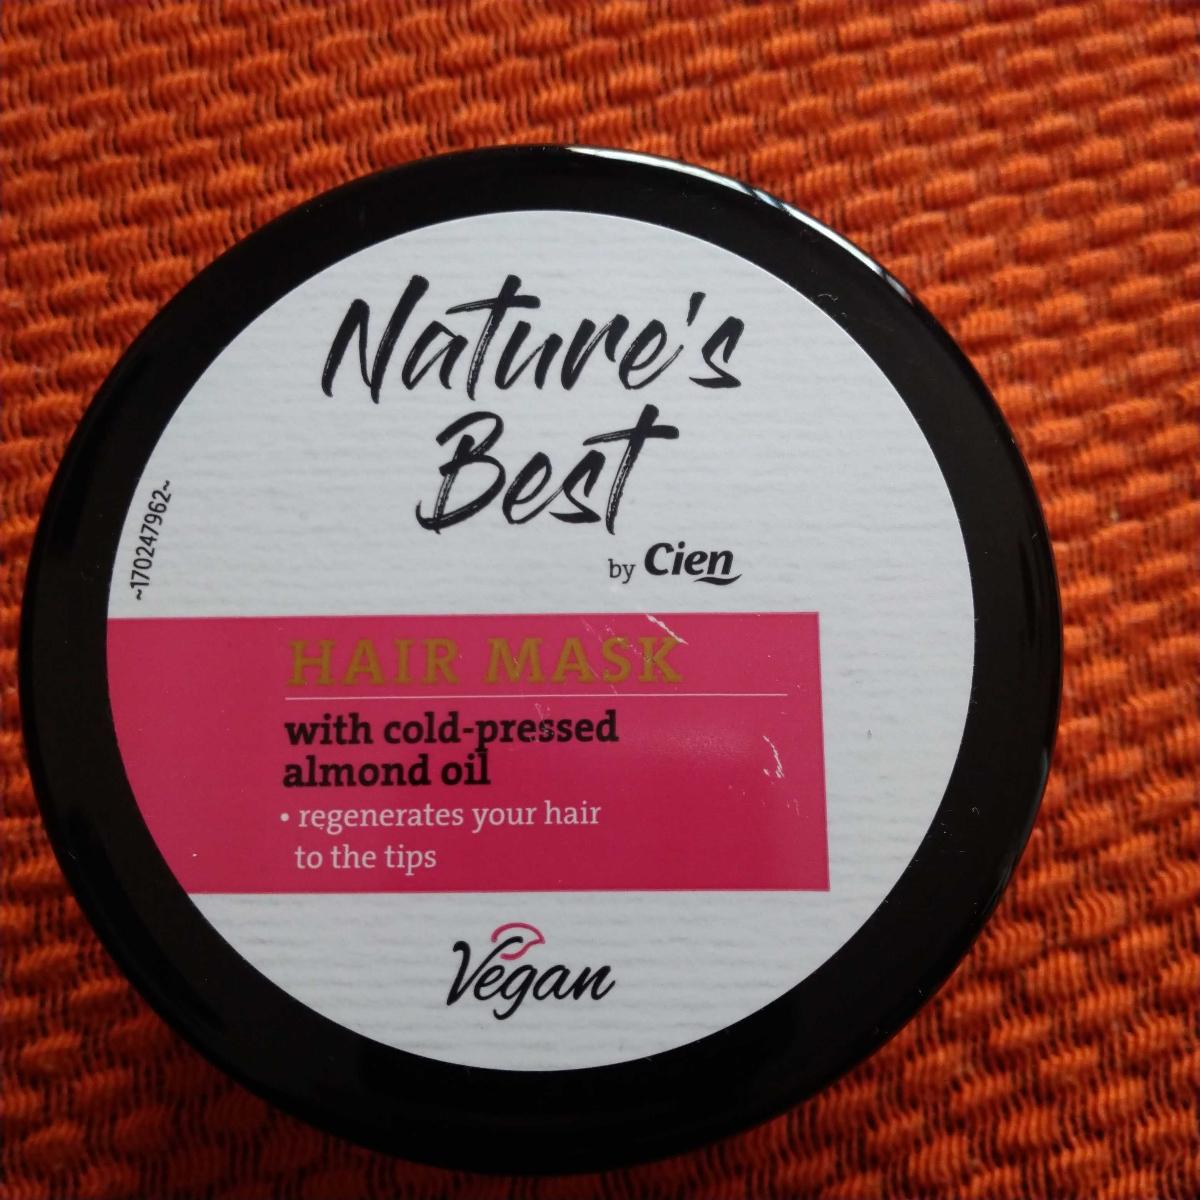 Nature's
Best
by Cien
~170247962~
HAIR MASK
with cold-pressed
almond oil
• regenerates your hair
to the tips
Vegan